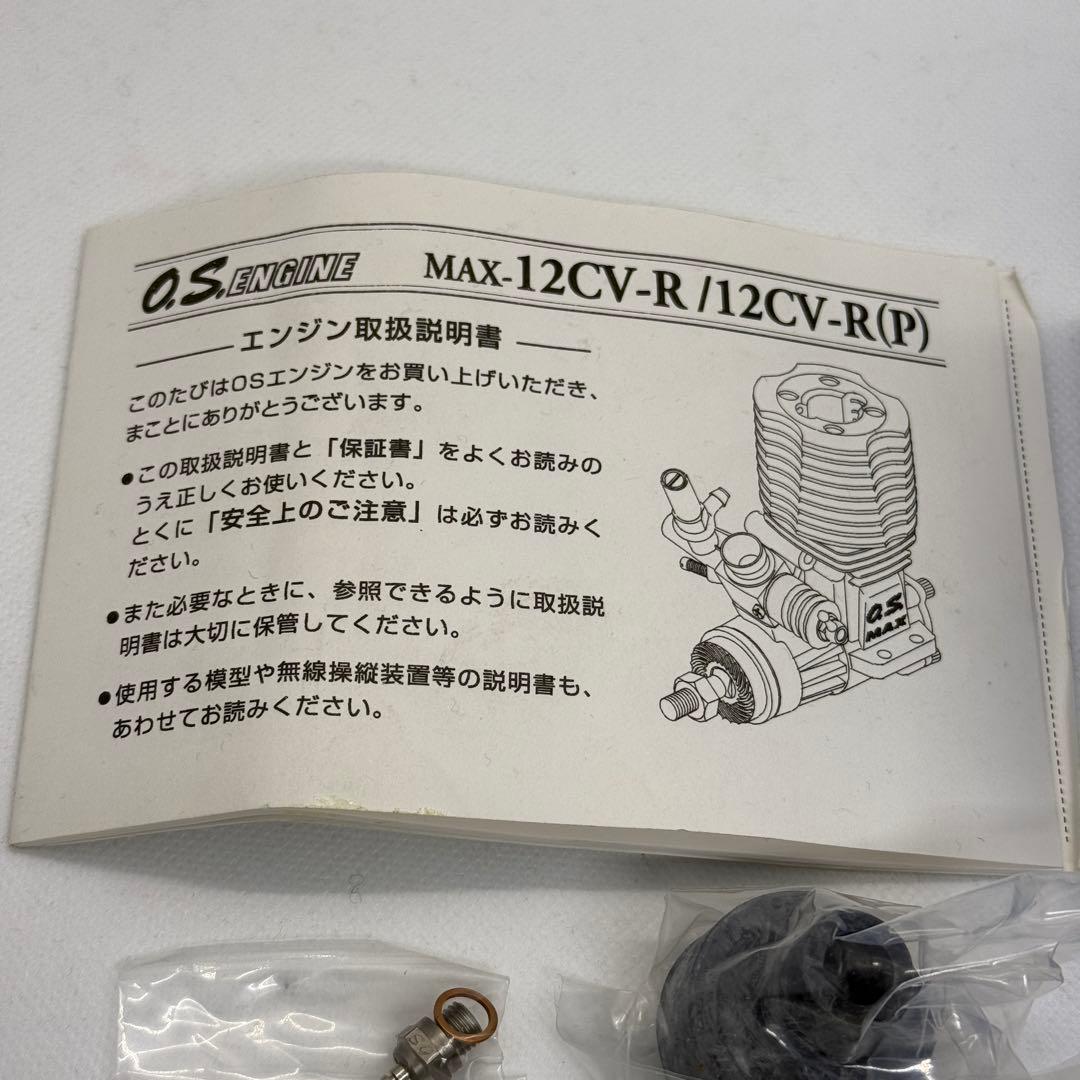 O.S.ENGINE MAX-12CV-R /12CV-R(P)
エンジン取扱説明書
このたびはOSエンジンをお買い上げいただき、
まことにありがとうございます。
●この取扱説明書と「保証書」をよくお読みの
うえ正しくお使いください。
とくに「安全上のご注意」は必ずお読みく
ださい。
●また必要なときに、参照できるように取扱説
明書は大切に保管してください。
●使用する模型や無線操縦装置等の説明書も、
あわせてお読みください。
O.S.
MAX